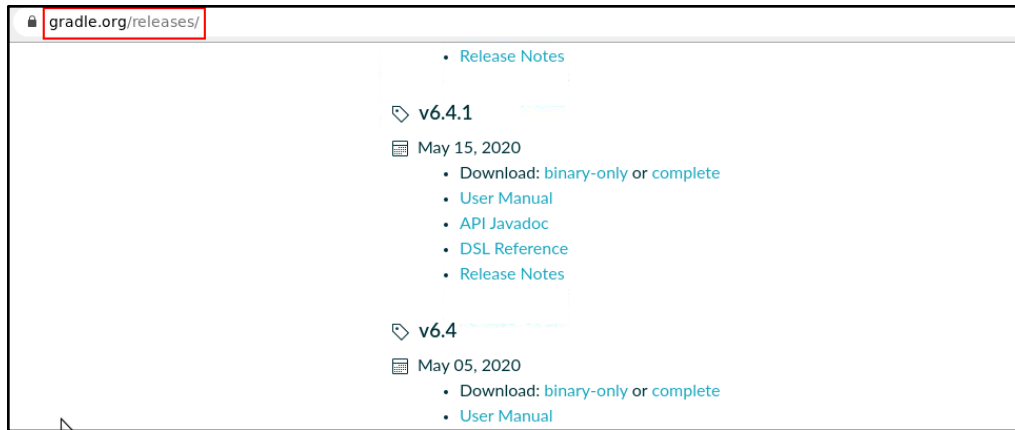 gradle.org/releases/
Release Notes
v6.4.1
May 15, 2020
Download: binary-only or complete
User Manual
API Javadoc
DSL Reference
Release Notes
v6.4
May 05, 2020
Download: binary-only or complete
User Manual